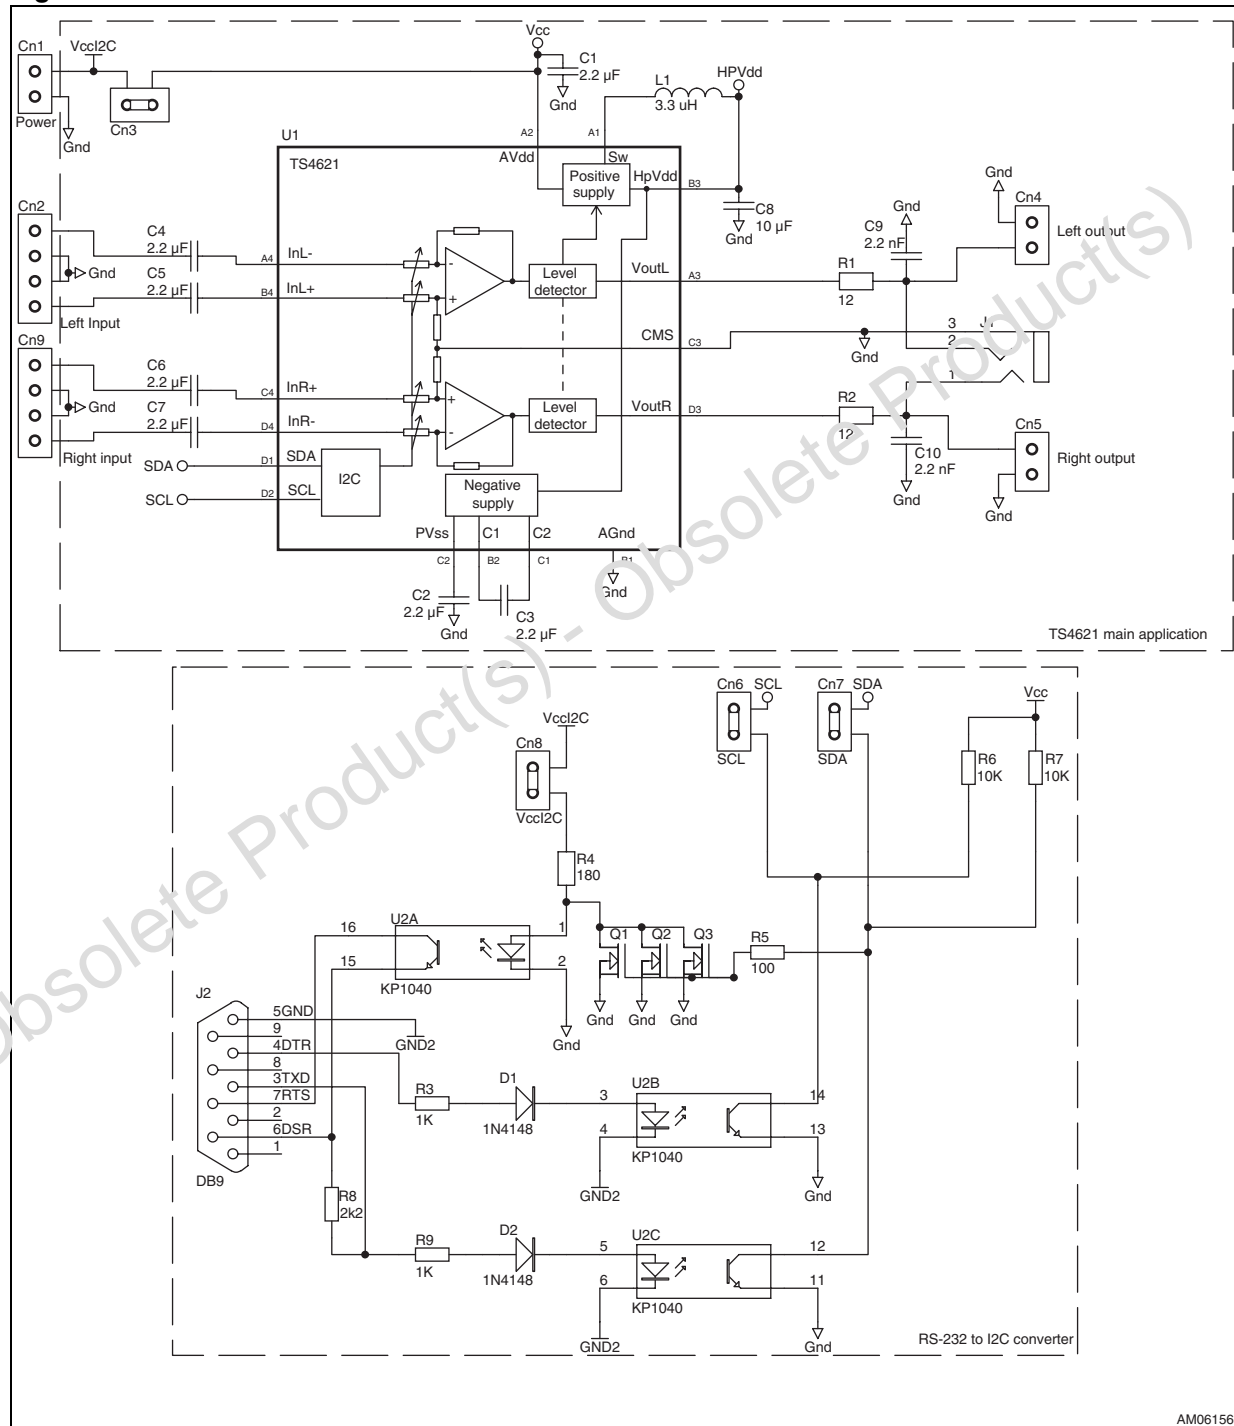 Cn1
VccI2C
Vcc
C1
2.2 µF
Gnd
L1
3.3 uH
HPVdd
Power
Gnd
Cn3
U1
A2
A1
TS4621
AVdd
Sw
HpVdd
Positive
supply
B3
C8
10 µF
Gnd
Gnd
Cn4
Left output
Gnd
C9
2.2 nF
Cn2
C4
2.2 µF
A4
InL-
Gnd
C5
2.2 µF
B4
InL+
Left Input
-
+
Level
detector
VoutL
A3
R1
12
CMS
C3
Gnd
3
2
1
Cn9
C6
2.2 µF
C4
InR+
Gnd
C7
2.2 µF
D4
InR-
Right input
+
-
Level
detector
VoutR
D3
R2
12
C10
2.2 nF
Gnd
Cn5
Right output
Gnd
SDA
D1
SDA
SCL
D2
SCL
I2C
Negative
supply
PVss
C1
C2
AGnd
C2
B2
C1
B1
Gnd
C2
2.2 µF
Gnd
C3
2.2 µF
TS4621 main application
Cn6
SCL
SCL
Cn7
SDA
SDA
Vcc
R6
10K
R7
10K
VccI2C
Cn8
VccI2C
R4
180
U2A
16
15
1
2
KP1040
Gnd
Q1
Q2
Q3
Gnd
Gnd
Gnd
R5
100
J2
5GND
9
4DTR
8
3TXD
7RTS
2
6DSR
1
DB9
GND2
R3
1K
D1
1N4148
U2B
3
4
14
13
KP1040
GND2
Gnd
R8
2k2
R9
1K
D2
1N4148
U2C
5
6
12
11
KP1040
GND2
Gnd
RS-232 to I2C converter
AM06156
Obsolete Product(s) - Obsolete Product(s)